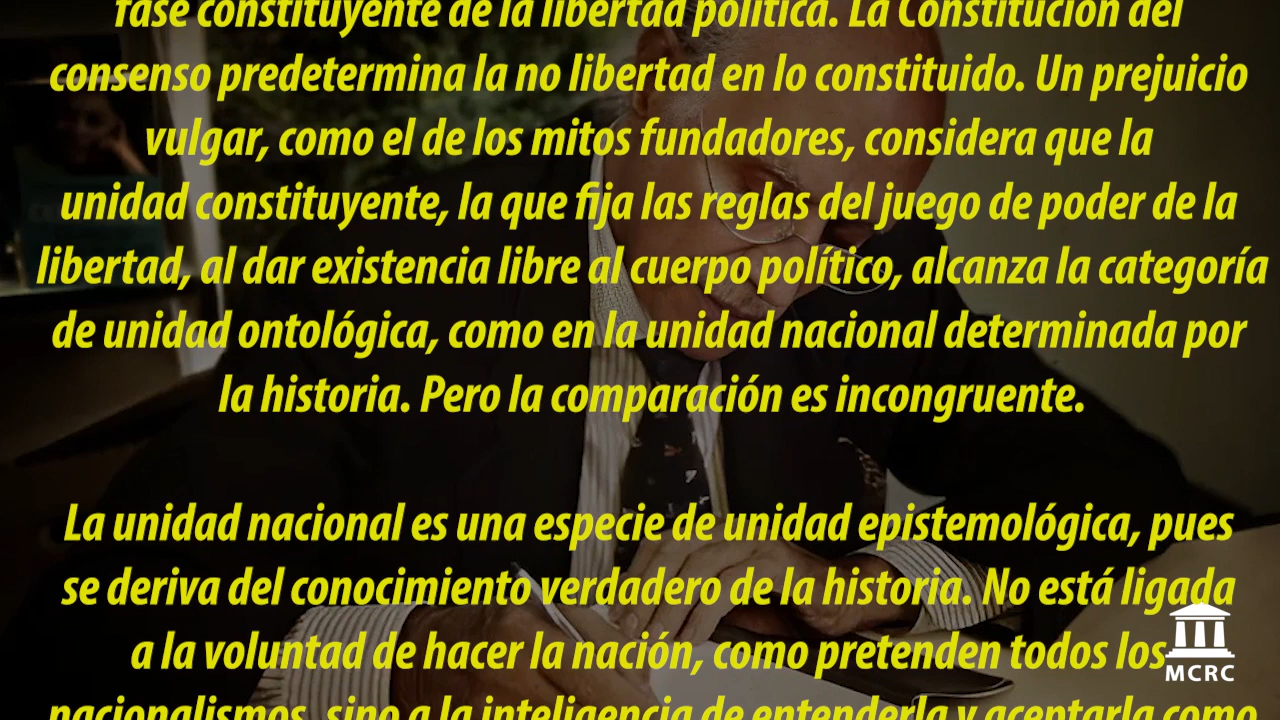 fase constituyente de la libertad política. La Constitución del
consenso predetermina la no libertad en lo constituido. Un prejuicio
vulgar, como el de los mitos fundadores, considera que la
unidad constituyente, la que fija las reglas del juego de poder de la
libertad, al dar existencia libre al cuerpo político, alcanza la categoría
de unidad ontológica, como en la unidad nacional determinada por
la historia. Pero la comparación es incongruente.
La unidad nacional es una especie de unidad epistemológica, pues
se deriva del conocimiento verdadero de la historia. No está ligada
a la voluntad de hacer la nación, como pretenden todos los
nacionalismos, sino a la inteligencia de entenderla y aceptarla como
MCRC